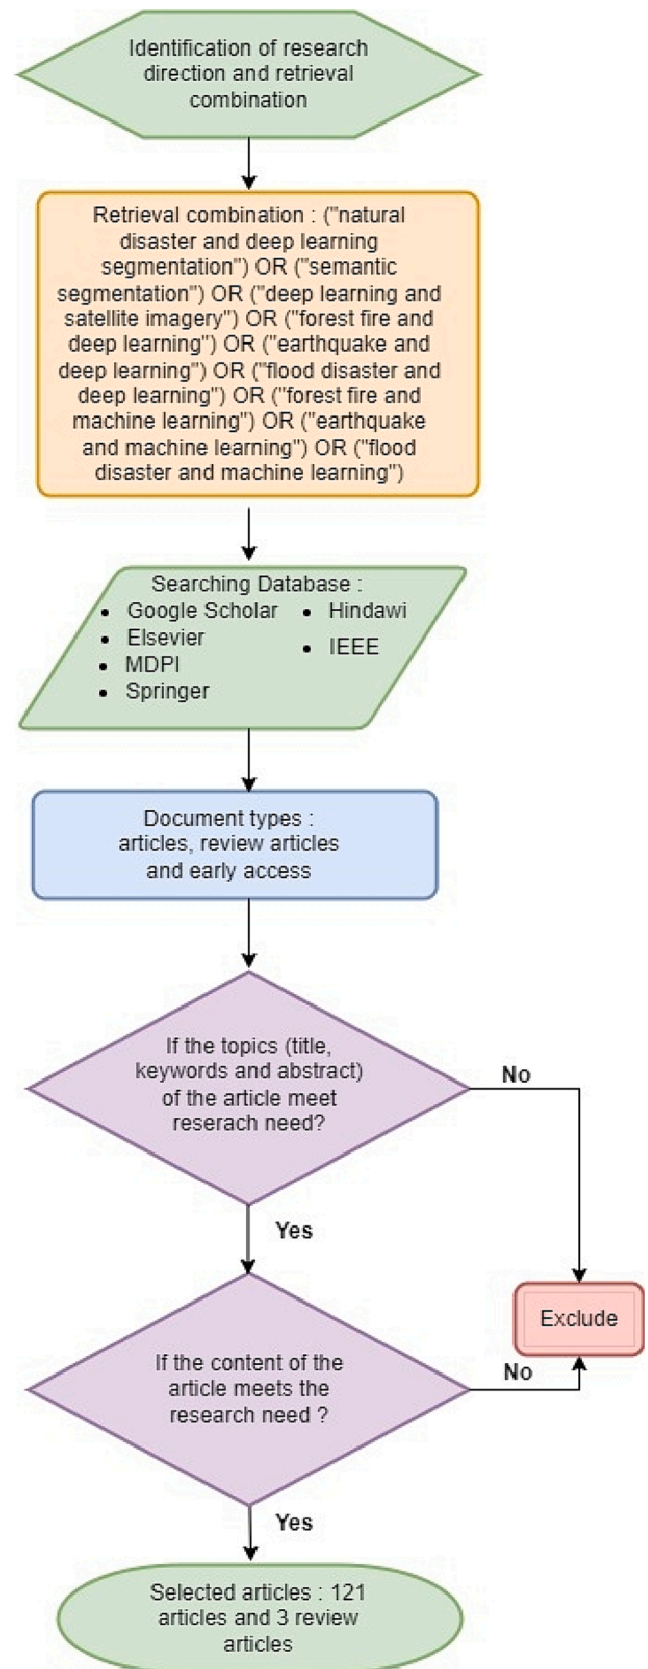 Identification of research
direction and retrieval
combination
Retrieval combination : ("natural
disaster and deep learning
segmentation") OR ("semantic
segmentation") OR ("deep learning and
satellite imagery") OR ("forest fire and
deep learning") OR ("earthquake and
deep learning") OR ("flood disaster and
deep learning") OR ("forest fire and
machine learning") OR ("earthquake
and machine learning") OR ("flood
disaster and machine learning")
Searching Database :
• Google Scholar
• Elsevier
• MDPI
• Springer
• Hindawi
• IEEE
Document types :
articles, review articles
and early access
If the topics (title,
keywords and abstract)
of the article meet
reserach need?
No
Yes
Exclude
If the content of the
article meets the
research need ?
No
Yes
Selected articles : 121
articles and 3 review
articles